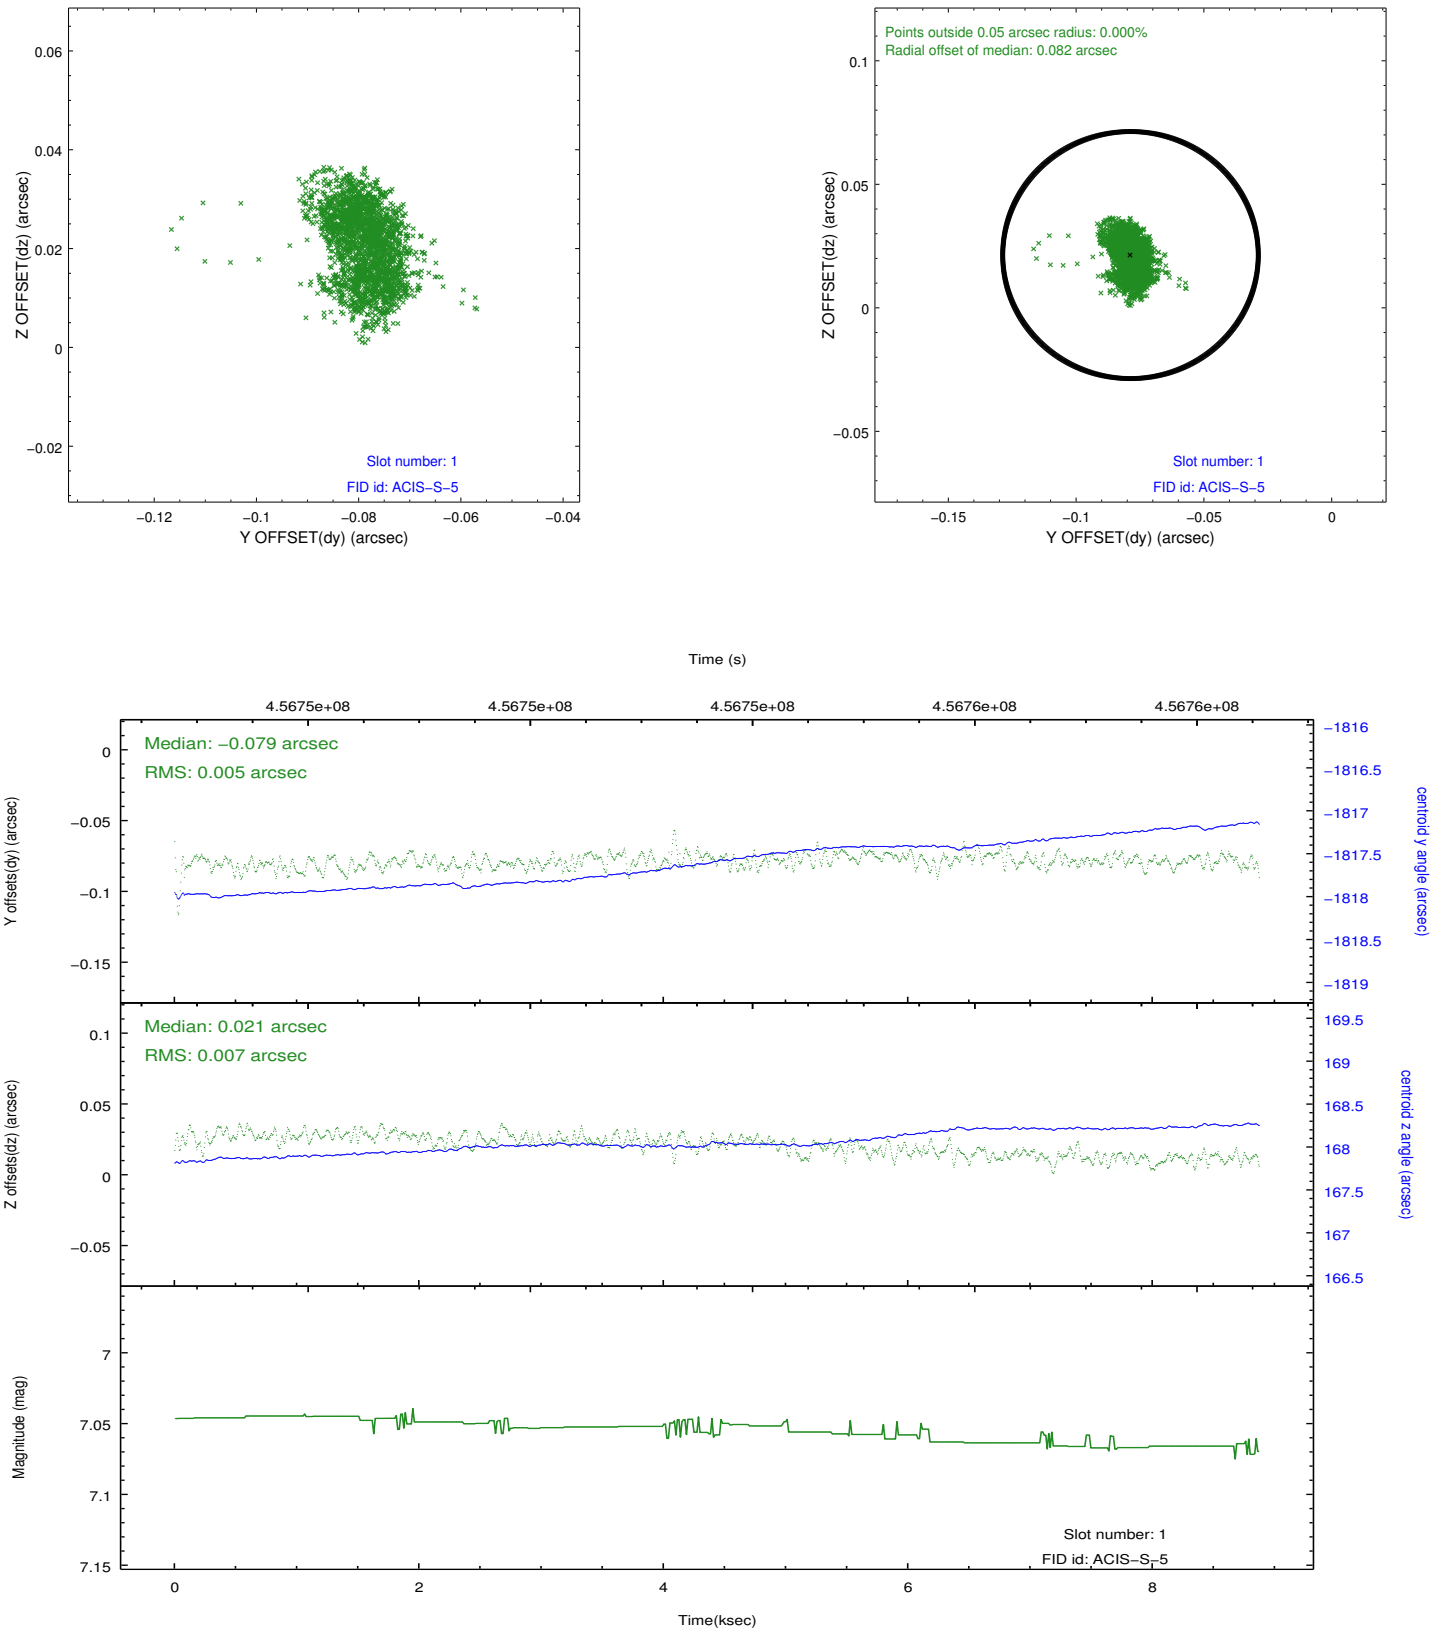 0.06
0.04
0.02
0
−0.02
Z OFFSET(dz) (arcsec)
Slot number: 1
FID id: ACIS−S−5
−0.12
−0.1
−0.08
−0.06
−0.04
Y OFFSET(dy) (arcsec)
Points outside 0.05 arcsec radius: 0.000%
Radial offset of median: 0.082 arcsec
0.1
0.05
0
−0.05
Z OFFSET(dz) (arcsec)
Slot number: 1
FID id: ACIS−S−5
−0.15
−0.1
−0.05
0
Y OFFSET(dy) (arcsec)
Time (s)
4.5675e+08
4.5675e+08
4.5675e+08
4.5676e+08
4.5676e+08
Median: −0.079 arcsec
RMS: 0.005 arcsec
0
−0.05
−0.1
−0.15
Y offsets(dy) (arcsec)
−1816
−1816.5
−1817
−1817.5
−1818
−1818.5
−1819
centroid y angle (arcsec)
Median: 0.021 arcsec
RMS: 0.007 arcsec
0.1
0.05
0
−0.05
Z offsets(dz) (arcsec)
169.5
169
168.5
168
167.5
167
166.5
centroid z angle (arcsec)
7
7.05
7.1
7.15
Magnitude (mag)
Slot number: 1
FID id: ACIS−S−5
0
2
4
6
8
Time(ksec)